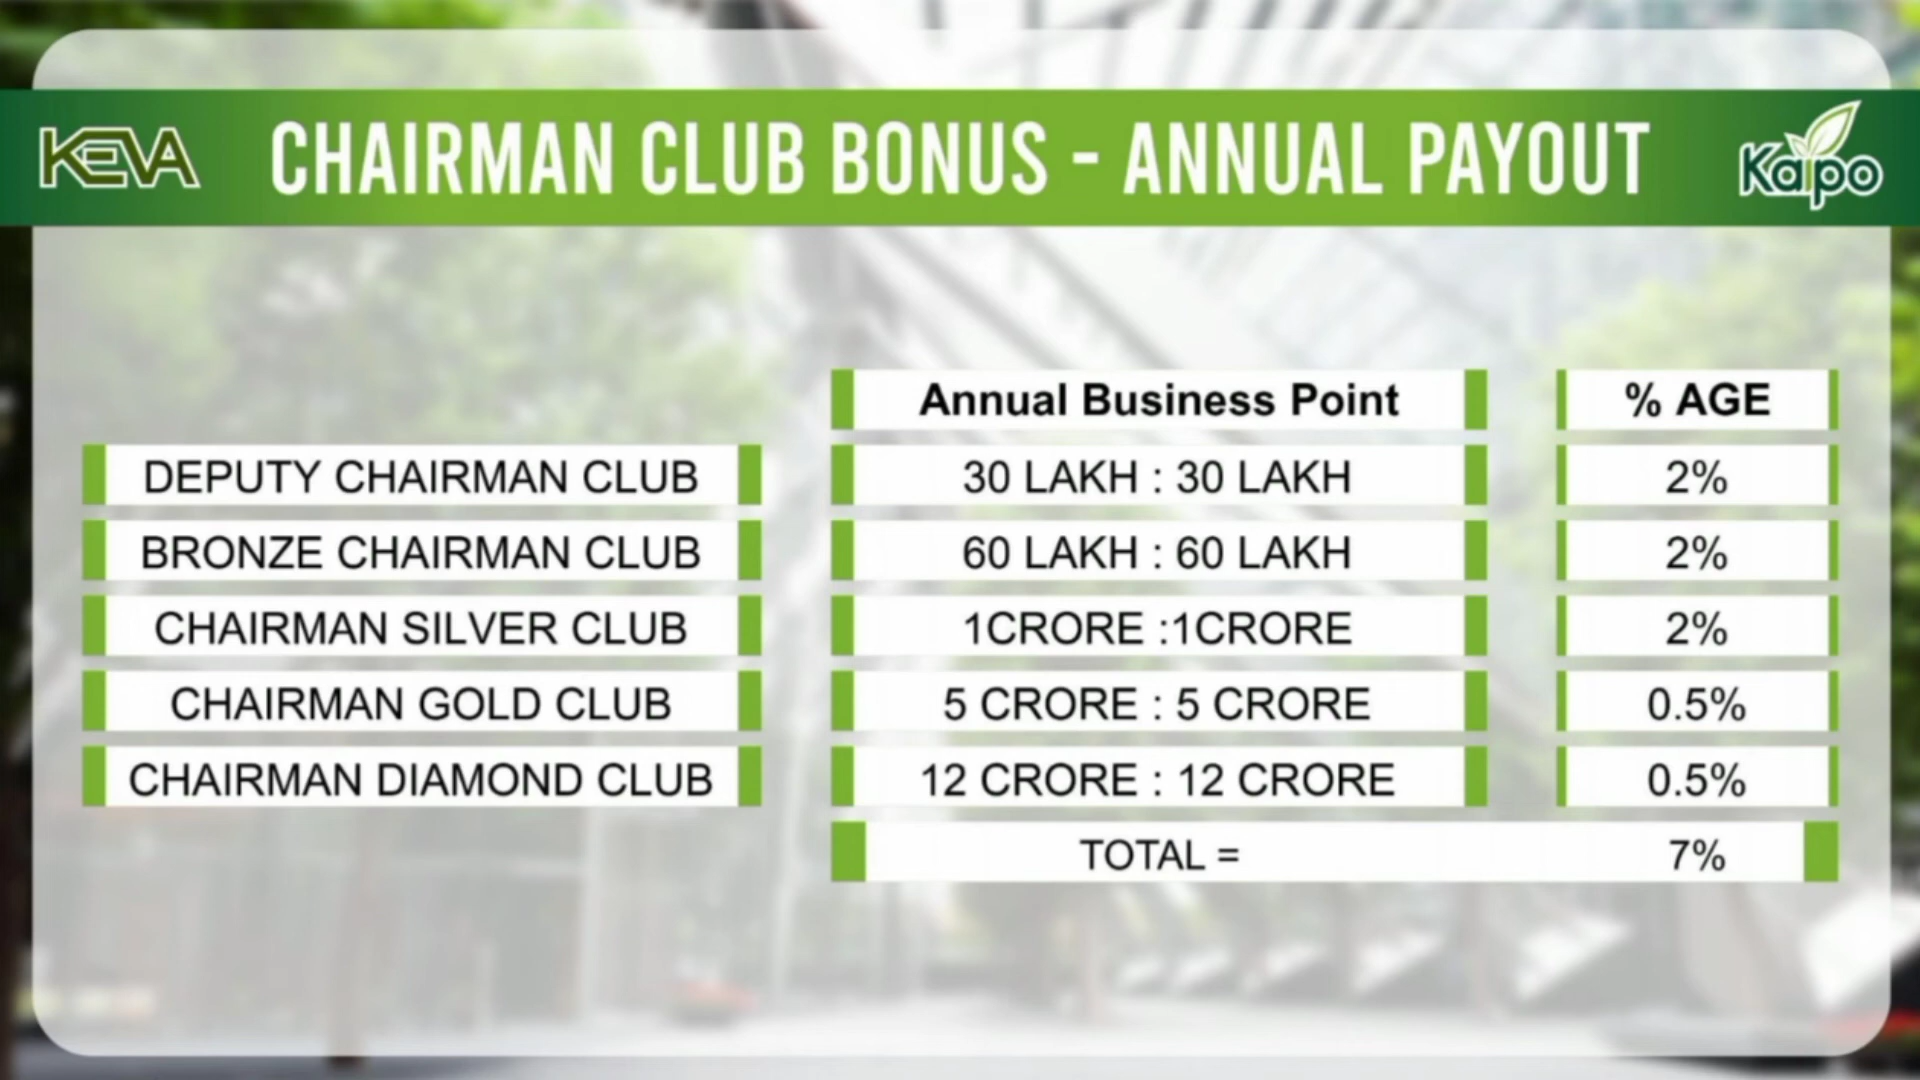 KEVA
CHAIRMAN CLUB BONUS - ANNUAL PAYOUT
Kaipo
Annual Business Point % AGE
DEPUTY CHAIRMAN CLUB 30 LAKH : 30 LAKH 2%
BRONZE CHAIRMAN CLUB 60 LAKH : 60 LAKH 2%
CHAIRMAN SILVER CLUB 1CRORE :1CRORE 2%
CHAIRMAN GOLD CLUB 5 CRORE : 5 CRORE 0.5%
CHAIRMAN DIAMOND CLUB 12 CRORE : 12 CRORE 0.5%
TOTAL = 7%